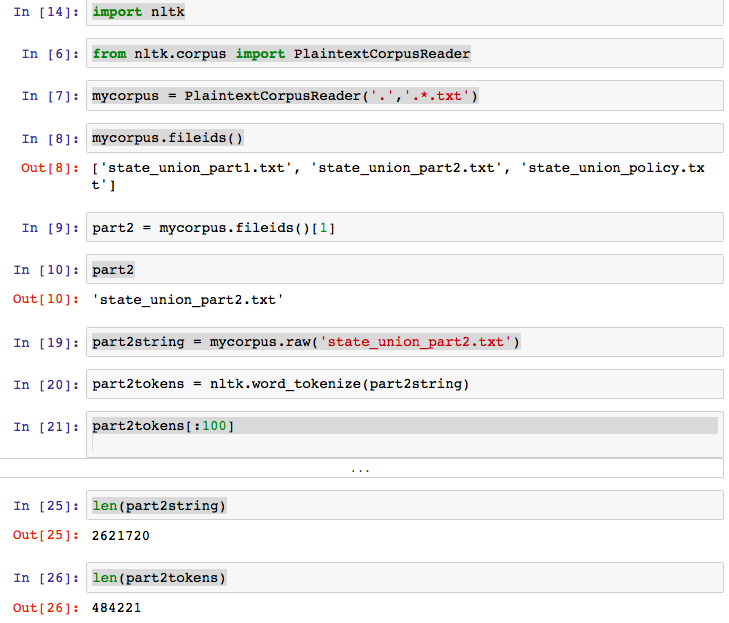 In [14]: import nltk
In [6]: from nltk.corpus import PlaintextCorpusReader
In [7]: mycorpus = PlaintextCorpusReader('.','.*.txt')
In [8]: mycorpus.fileids()
Out[8]: ['state_union_part1.txt', 'state_union_part2.txt', 'state_union_policy.tx
t']
In [9]: part2 = mycorpus.fileids()[1]
In [10]: part2
Out[10]: 'state_union_part2.txt'
In [19]: part2string = mycorpus.raw('state_union_part2.txt')
In [20]: part2tokens = nltk.word_tokenize(part2string)
In [21]: part2tokens[:100]
...
In [25]: len(part2string)
Out[25]: 2621720
In [26]: len(part2tokens)
Out[26]: 484221